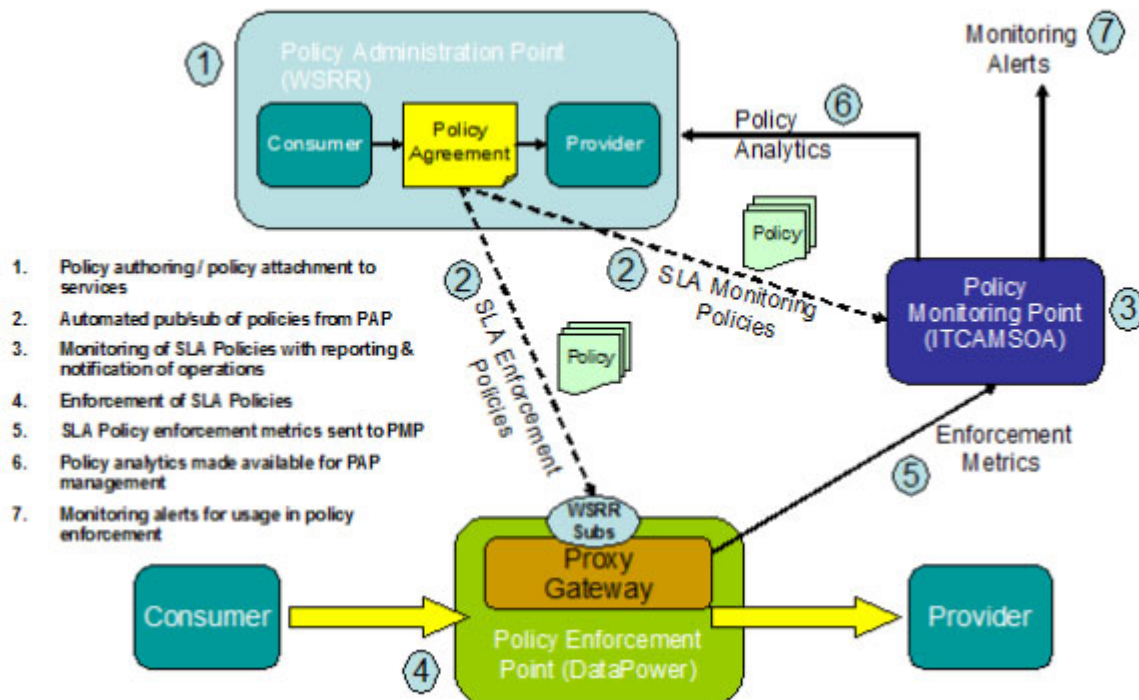 1
Policy Administration Point
(WSRR)
Consumer
Policy
Agreement
Provider
Monitoring
Alerts
7
6
Policy
Analytics
Policy
2
SLA Monitoring
Policies
2
SLA Enforcement
Policies
Policy
Policy
Monitoring Point
(ITCAMSOA)
3
1. Policy authoring / policy attachment to
services
2. Automated pub/sub of policies from PAP
3. Monitoring of SLA Policies with reporting &
notification of operations
4. Enforcement of SLA Policies
5. SLA Policy enforcement metrics sent to PMP
6. Policy analytics made available for PAP
management
7. Monitoring alerts for usage in policy
enforcement
Enforcement
Metrics
5
WSRR
Subs
Proxy
Gateway
Consumer
Policy Enforcement
Point (DataPower)
4
Provider